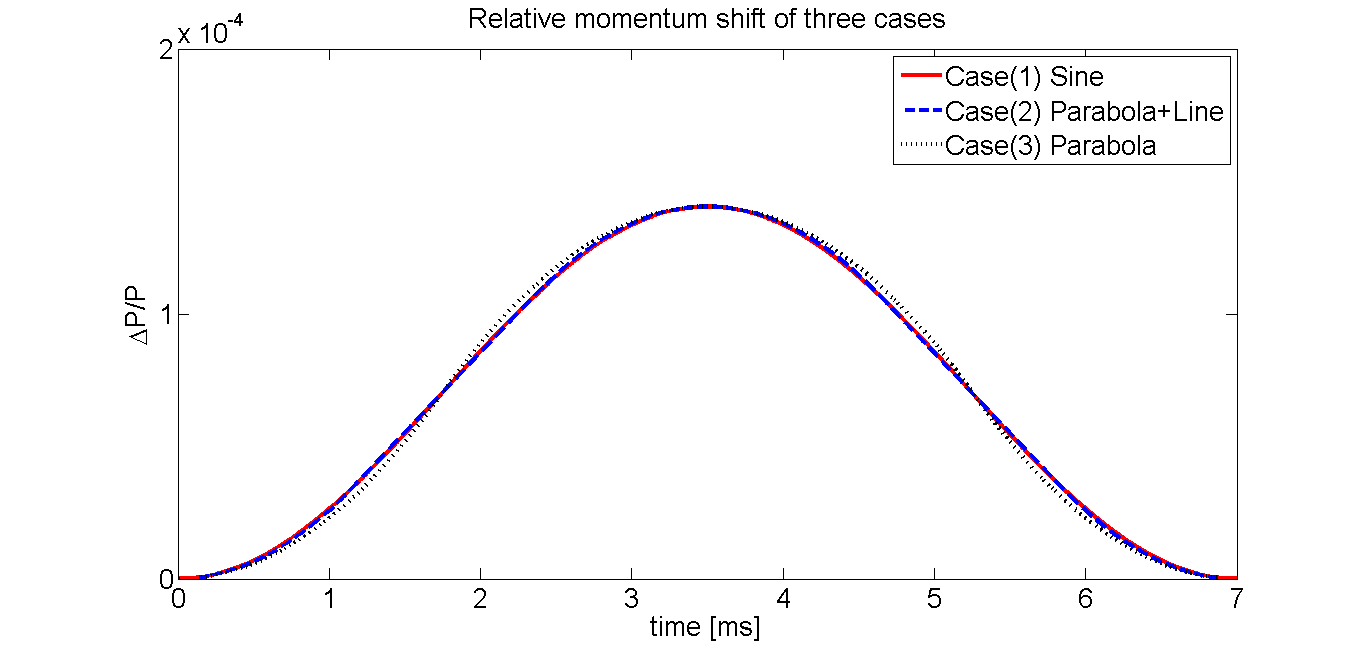 Relative momentum shift of three cases
x 10^-4
2
1
0
ΔP/P
Case(1) Sine
Case(2) Parabola+Line
Case(3) Parabola
0 1 2 3 4 5 6 7
time [ms]